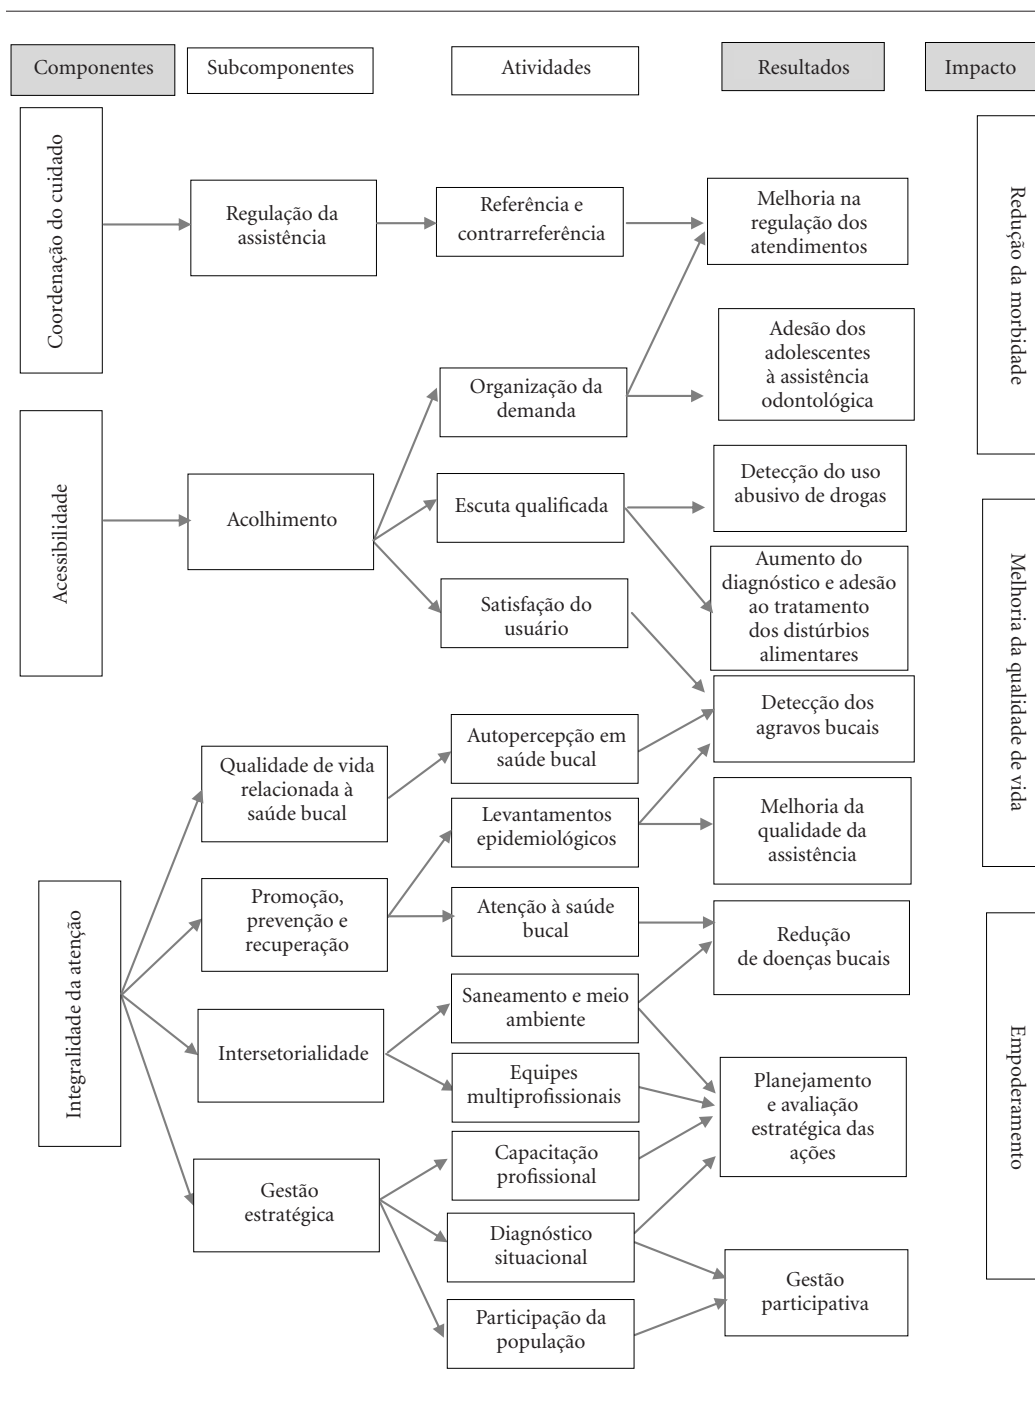 Componentes
Subcomponentes
Atividades
Resultados
Impacto
Coordenação do cuidado
Regulação da
assistência
Referência e
contrarreferência
Melhoria na
regulação dos
atendimentos
Redução da morbidade
Adesão dos
adolescentes
à assistência
odontológica
Organização da
demanda
Acessibilidade
Acolhimento
Escuta qualificada
Detecção do uso
abusivo de drogas
Satisfação do
usuário
Aumento do
diagnóstico e adesão
ao tratamento
dos distúrbios
alimentares
Melhoria da qualidade de vida
Detecção dos
agravos bucais
Qualidade de vida
relacionada à
saúde bucal
Autopercepção em
saúde bucal
Levantamentos
epidemiológicos
Melhoria da
qualidade da
assistência
Integralidade da atenção
Promoção,
prevenção e
recuperação
Atenção à saúde
bucal
Redução
de doenças bucais
Intersetorialidade
Saneamento e meio
ambiente
Equipes
multiprofissionais
Planejamento
e avaliação
estratégica das
ações
Empoderamento
Gestão
estratégica
Capacitação
profissional
Diagnóstico
situacional
Participação da
população
Gestão
participativa